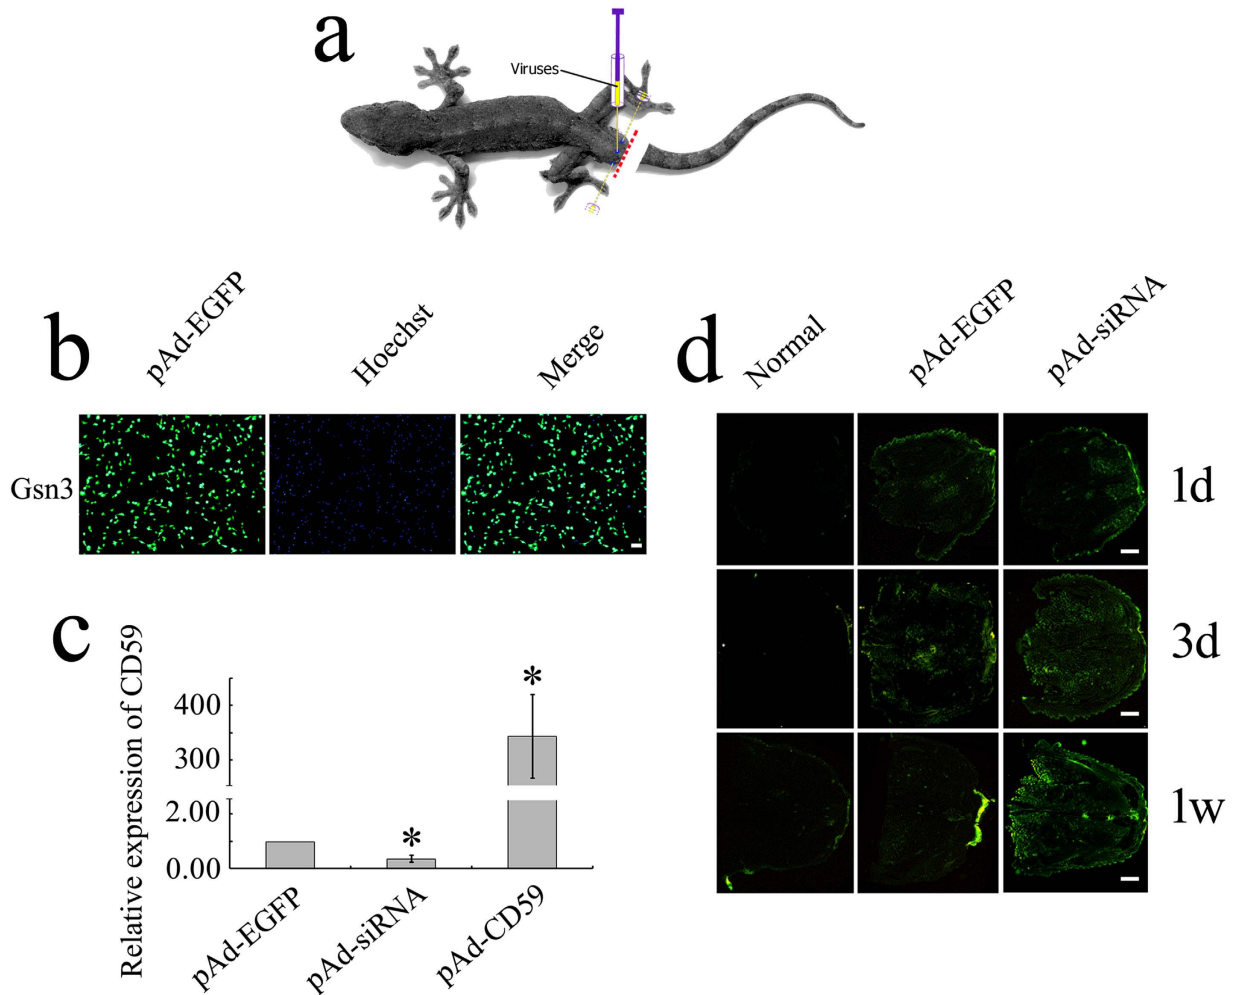 a
Viruses
b
pAd-EGFP
Hoechst
Merge
Gsn3
c
Relative expression of CD59
400
300
2.00
0.00
*
*
pAd-EGFP
pAd-siRNA
pAd-CD59
d
Normal
pAd-EGFP
pAd-siRNA
1d
3d
1w